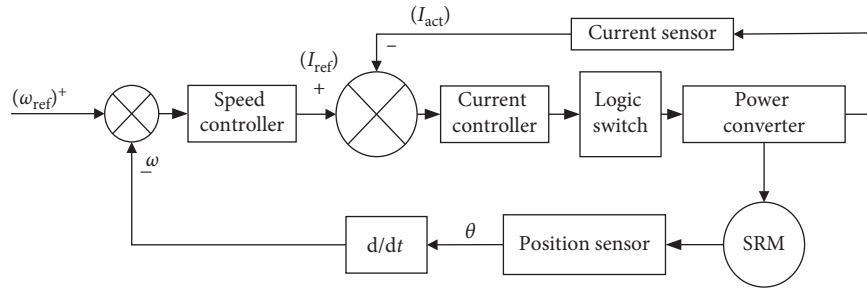 (I_act)
Current sensor
−
(I_ref)
+
(ω_ref)+
Speed
controller
Current
controller
Logic
switch
Power
converter
− ω
d/dt
θ
Position sensor
SRM